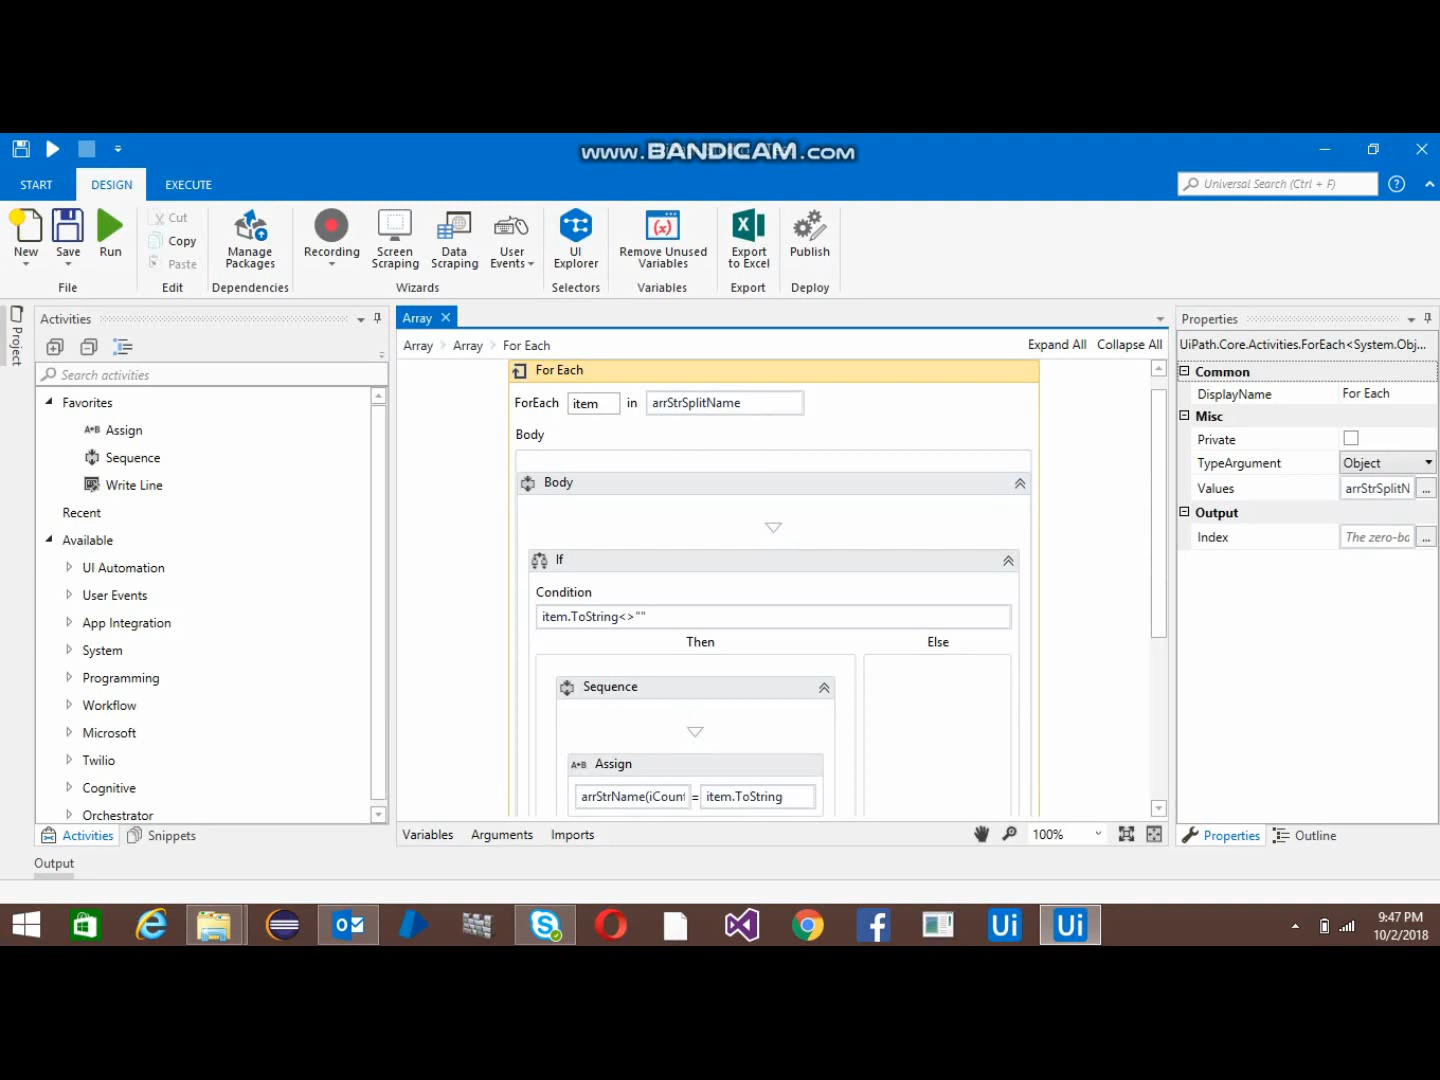 www.BANDICAM.com
START DESIGN EXECUTE
Universal Search (Ctrl + F)
New Save Run
Cut
Copy
Paste
Manage Packages
Recording
Screen Scraping
Data Scraping
User Events
UI Explorer
Remove Unused Variables
Export to Excel
Publish
File Edit Dependencies Wizards Selectors Variables Export Deploy
Project
Activities
Search activities
Favorites
A+B Assign
Sequence
Write Line
Recent
Available
UI Automation
User Events
App Integration
System
Programming
Workflow
Microsoft
Twilio
Cognitive
Orchestrator
Activities Snippets
Output
Array
Array Array For Each
Expand All Collapse All
For Each
ForEach item in arrStrSplitName
Body
Body
If
Condition
item.ToString<>""
Then Else
Sequence
A+B Assign
arrStrName(iCount = item.ToString
Variables Arguments Imports
100%
Properties
UiPath.Core.Activities.ForEach<System.Obj...
Common
DisplayName For Each
Misc
Private
TypeArgument Object
Values arrStrSplitN ...
Output
Index The zero-ba ...
Properties Outline
Ui Ui
9:47 PM
10/2/2018